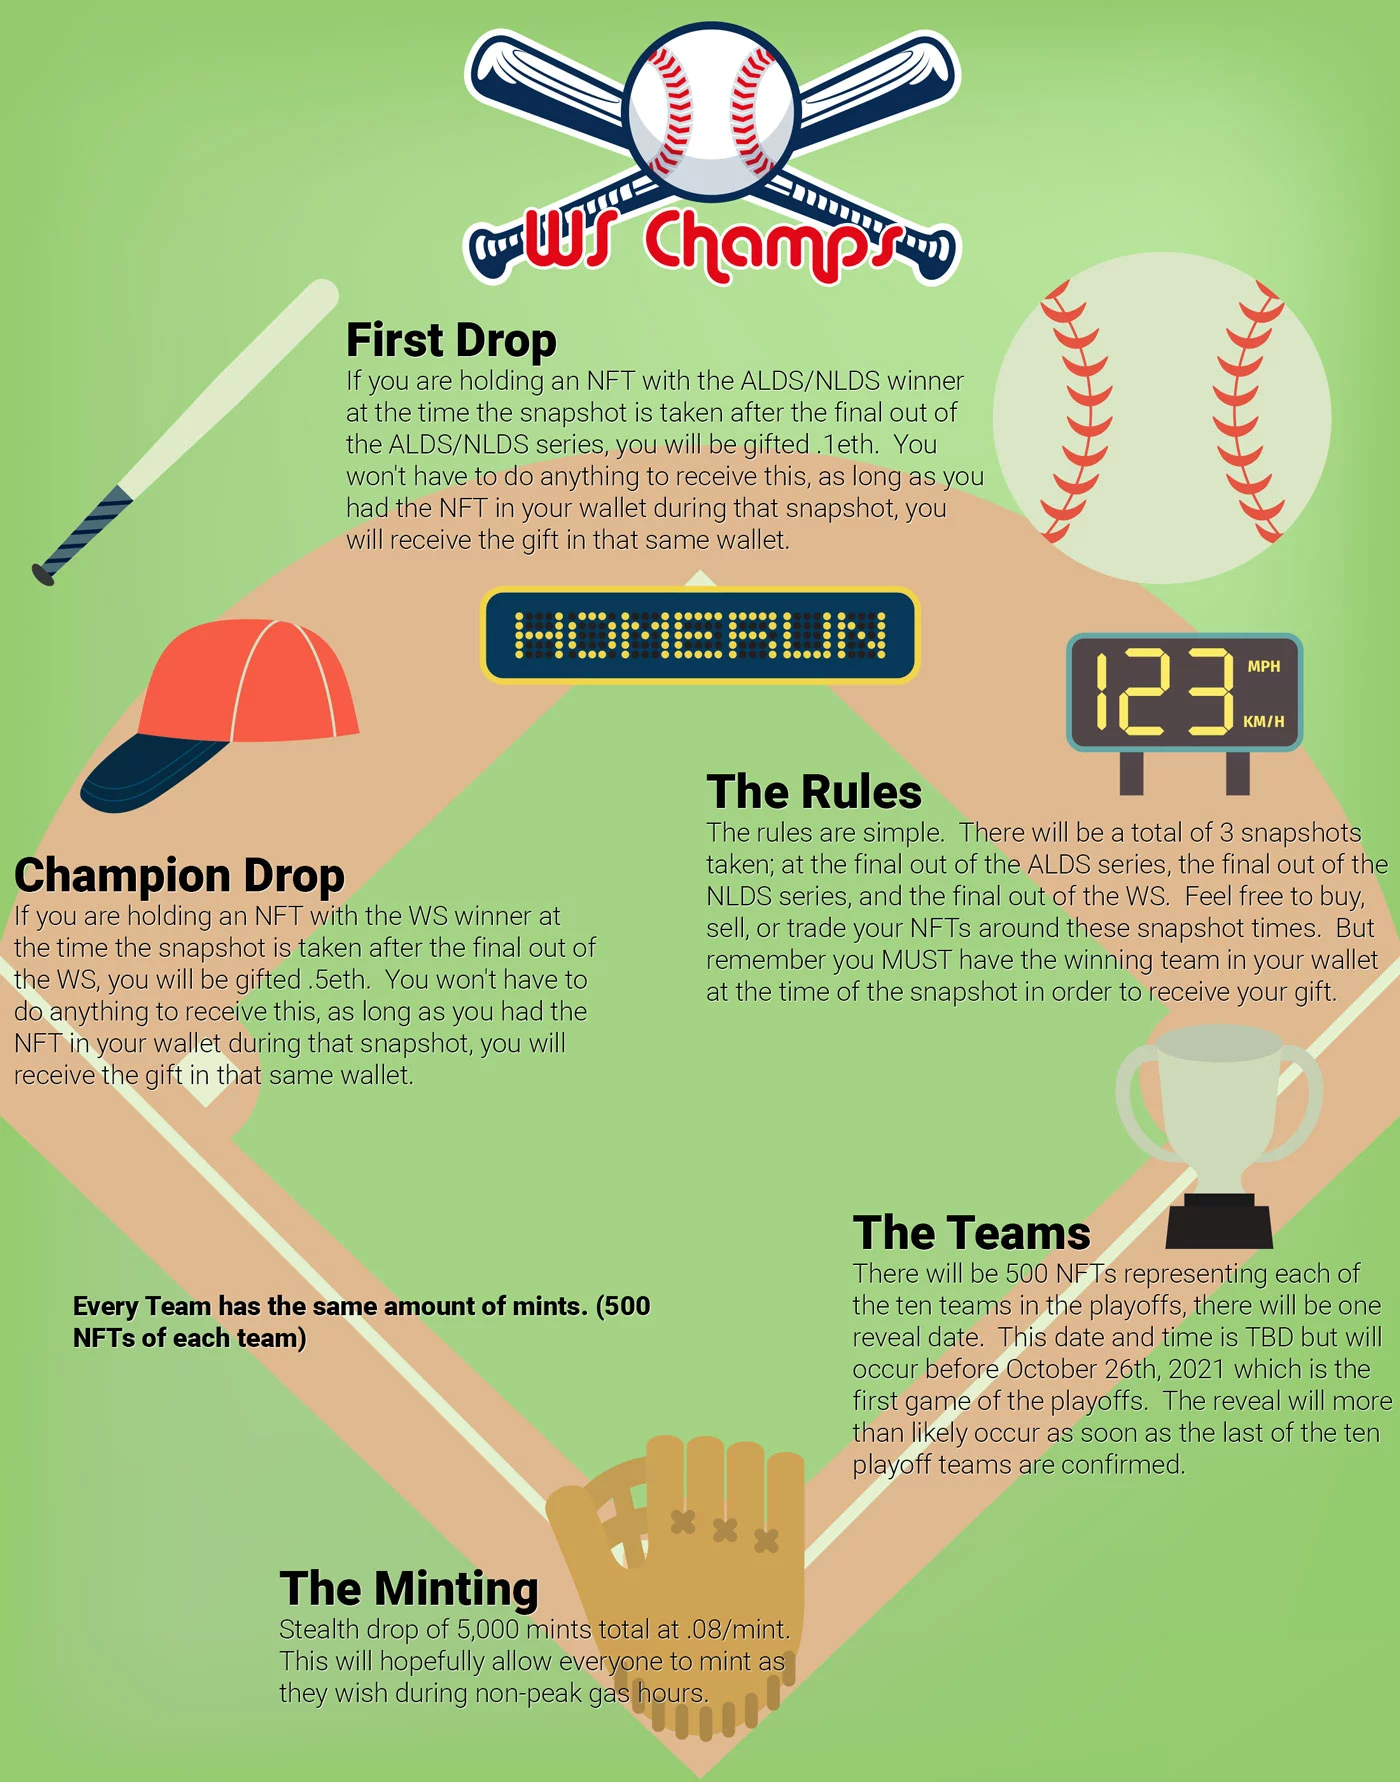 WS Champs
First Drop
If you are holding an NFT with the ALDS/NLDS winner
at the time the snapshot is taken after the final out of
the ALDS/NLDS series, you will be gifted .1eth.  You
won't have to do anything to receive this, as long as you
had the NFT in your wallet during that snapshot, you
will receive the gift in that same wallet.
HOMERUN
123 MPH
KM/H
The Rules
The rules are simple.  There will be a total of 3 snapshots
taken; at the final out of the ALDS series, the final out of the
NLDS series, and the final out of the WS.  Feel free to buy,
sell, or trade your NFTs around these snapshot times.  But
remember you MUST have the winning team in your wallet
at the time of the snapshot in order to receive your gift.
Champion Drop
If you are holding an NFT with the WS winner at
the time the snapshot is taken after the final out of
the WS, you will be gifted .5eth.  You won't have to
do anything to receive this, as long as you had the
NFT in your wallet during that snapshot, you will
receive the gift in that same wallet.
The Teams
There will be 500 NFTs representing each of
the ten teams in the playoffs, there will be one
reveal date.  This date and time is TBD but will
occur before October 26th, 2021 which is the
first game of the playoffs.  The reveal will more
than likely occur as soon as the last of the ten
playoff teams are confirmed.
Every Team has the same amount of mints. (500
NFTs of each team)
The Minting
Stealth drop of 5,000 mints total at .08/mint.
This will hopefully allow everyone to mint as
they wish during non-peak gas hours.